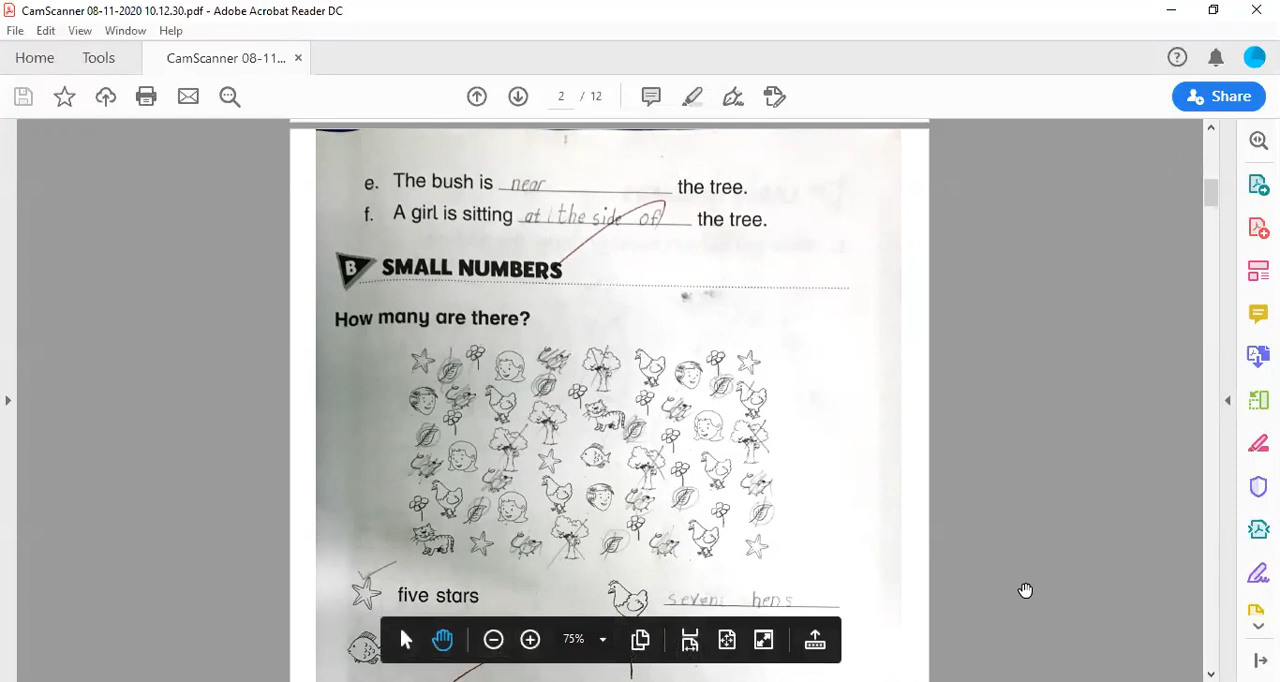 CamScanner 08-11-2020 10.12.30.pdf - Adobe Acrobat Reader DC
File Edit View Window Help
Home Tools CamScanner 08-11... ×
2 / 12
Share
e. The bush is near the tree.
f. A girl is sitting at the side of the tree.
B SMALL NUMBERS
How many are there?
five stars
seven hens
75%